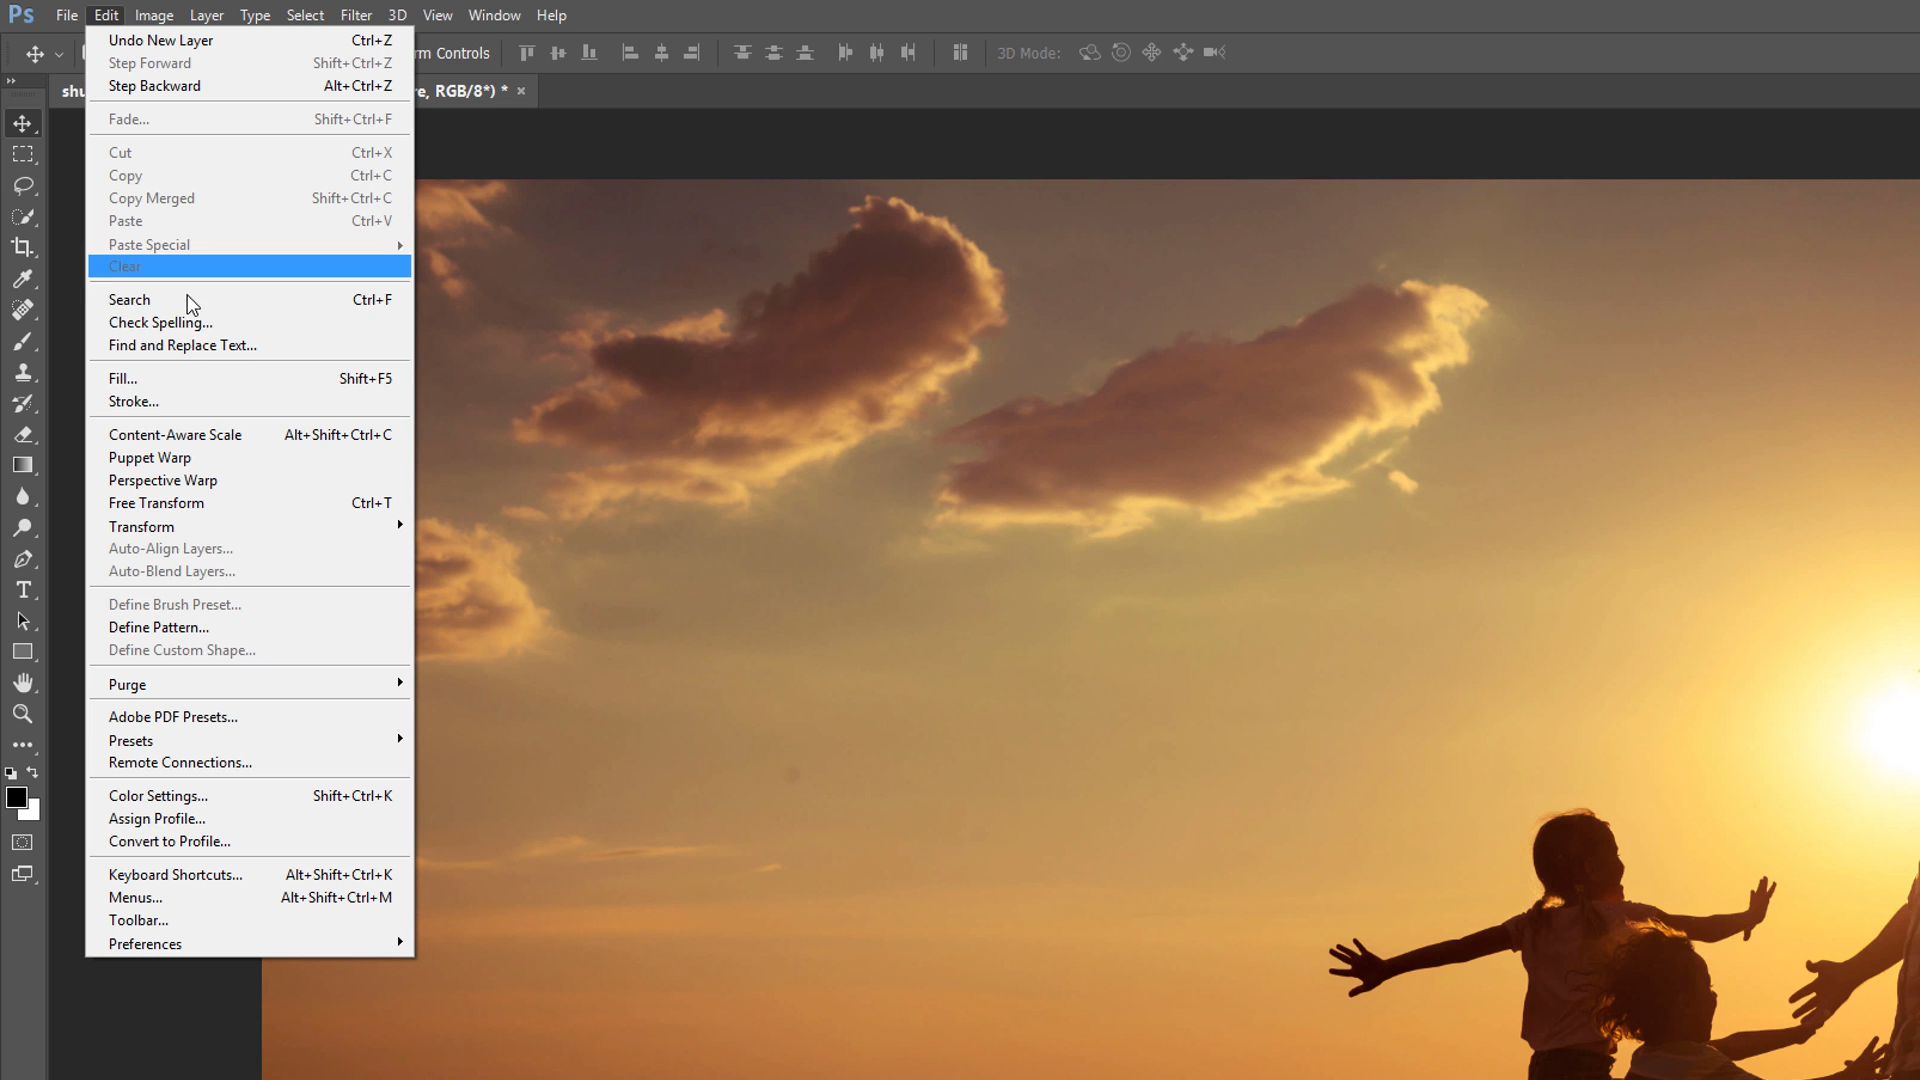 Ps File Edit Image Layer Type Select Filter 3D View Window Help
rm Controls 3D Mode:
shu re, RGB/8*) * ×
Undo New Layer Ctrl+Z
Step Forward Shift+Ctrl+Z
Step Backward Alt+Ctrl+Z
Fade... Shift+Ctrl+F
Cut Ctrl+X
Copy Ctrl+C
Copy Merged Shift+Ctrl+C
Paste Ctrl+V
Paste Special
Clear
Search Ctrl+F
Check Spelling...
Find and Replace Text...
Fill... Shift+F5
Stroke...
Content-Aware Scale Alt+Shift+Ctrl+C
Puppet Warp
Perspective Warp
Free Transform Ctrl+T
Transform
Auto-Align Layers...
Auto-Blend Layers...
Define Brush Preset...
Define Pattern...
Define Custom Shape...
Purge
Adobe PDF Presets...
Presets
Remote Connections...
Color Settings... Shift+Ctrl+K
Assign Profile...
Convert to Profile...
Keyboard Shortcuts... Alt+Shift+Ctrl+K
Menus... Alt+Shift+Ctrl+M
Toolbar...
Preferences